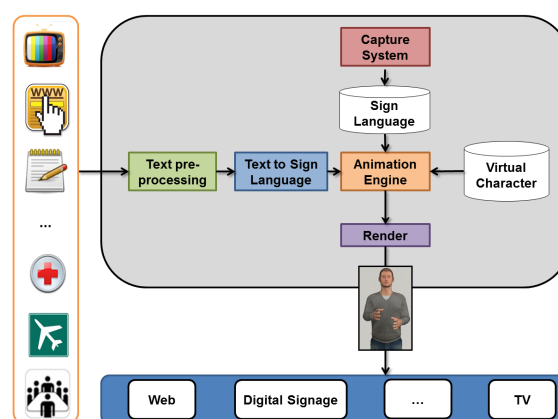 WWW
...
Capture
System
Sign
Language
Text pre-
processing
Text to Sign
Language
Animation
Engine
Virtual
Character
Render
Web
Digital Signage
...
TV